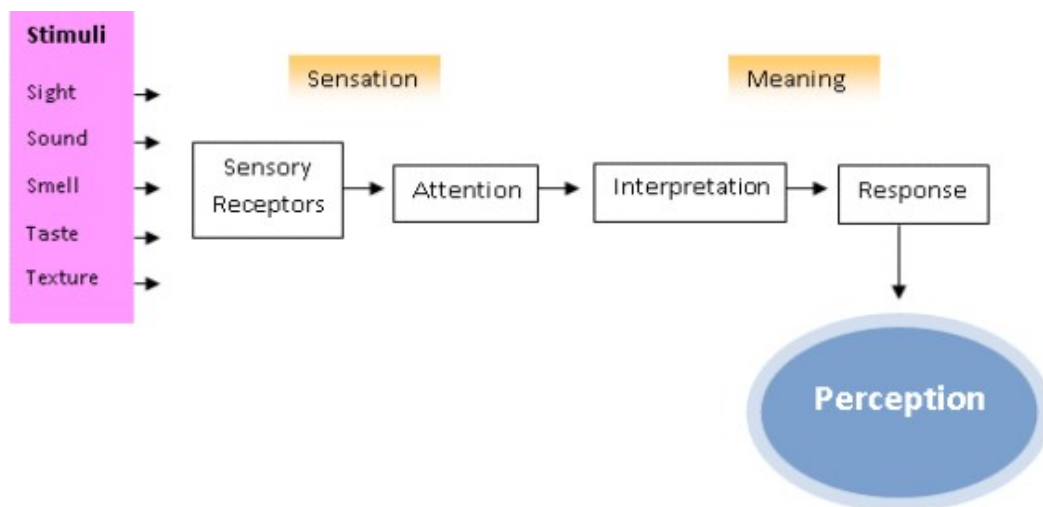 Stimuli
Sight
Sound
Smell
Taste
Texture
Sensation
Meaning
Sensory
Receptors
Attention
Interpretation
Response
Perception